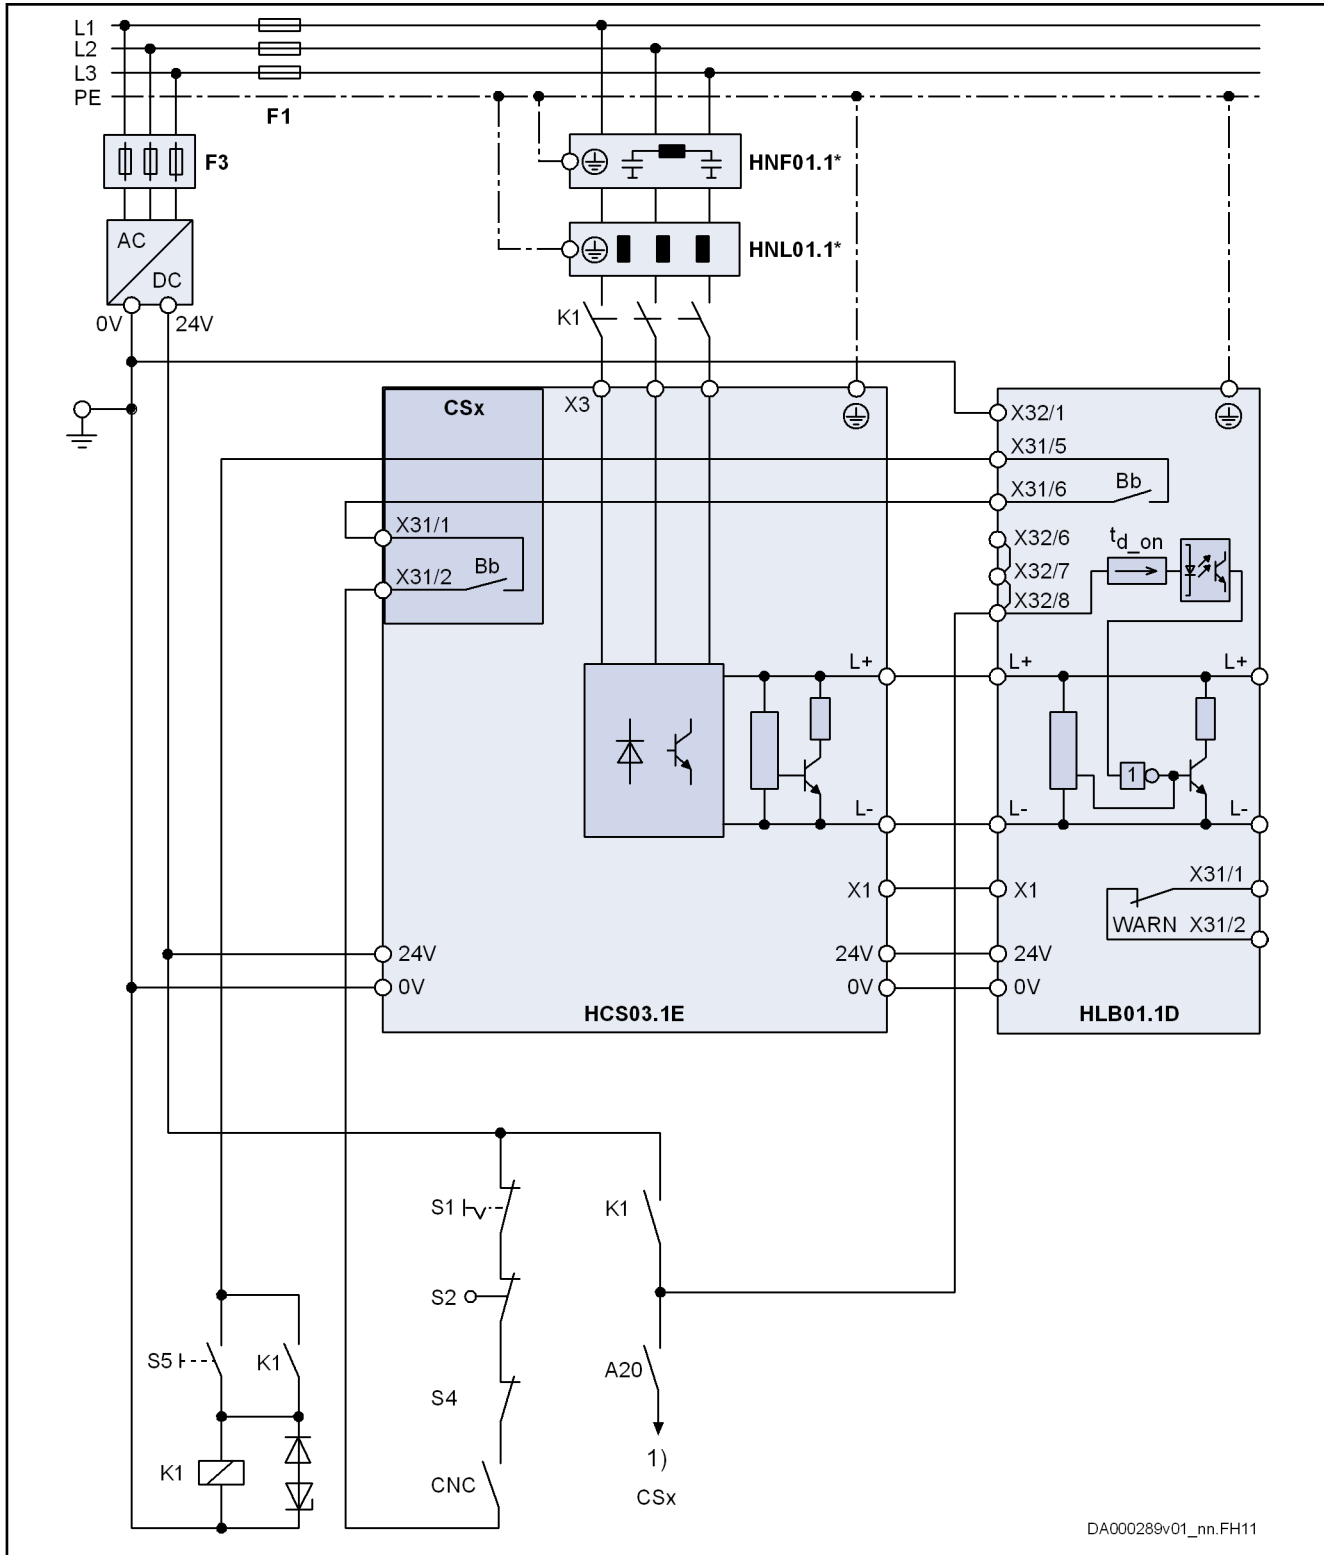 L1
L2
L3
PE
F1
F3
HNF01.1*
HNL01.1*
AC
DC
0V
24V
K1
CSx
X3
X32/1
X31/5
X31/6
Bb
X31/1
X31/2
Bb
X32/6
X32/7
X32/8
td_on
L+
L+
L+
1
L-
L-
L-
X1
X1
X31/1
WARN X31/2
24V
24V
24V
0V
0V
0V
HCS03.1E
HLB01.1D
S1
K1
S2
S5
K1
A20
S4
1)
K1
CNC
CSx
DA000289v01_nn.FH11